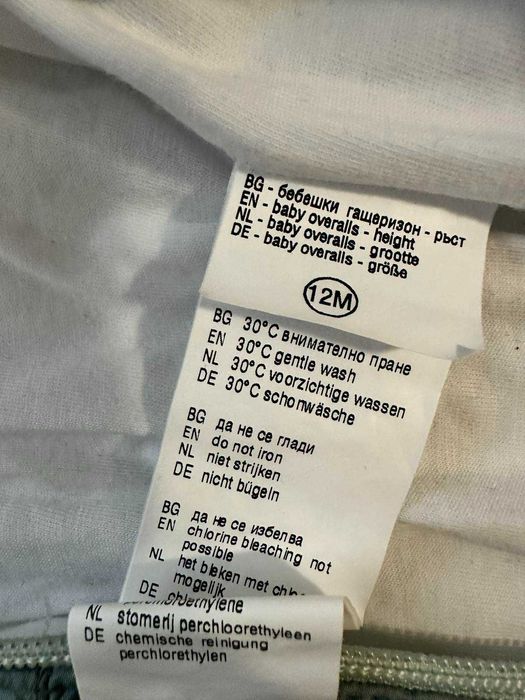 BG - бебешки гащеризон - ръст
EN - baby overalls - height
NL - baby overalls - grootte
DE - baby overalls - größe
12M
BG 30°C внимателно пране
EN 30°C gentle wash
NL 30°C voorzichtige wassen
DE 30°C schonwäsche
BG да не се глади
EN do not iron
NL niet strijken
DE nicht bügeln
BG да не се избелва
EN chlorine bleaching not
possible
NL het bleken met
mogelijk
DE
NL stomerij perchloorethyleen
DE chemische reinigung
perchlorethylen